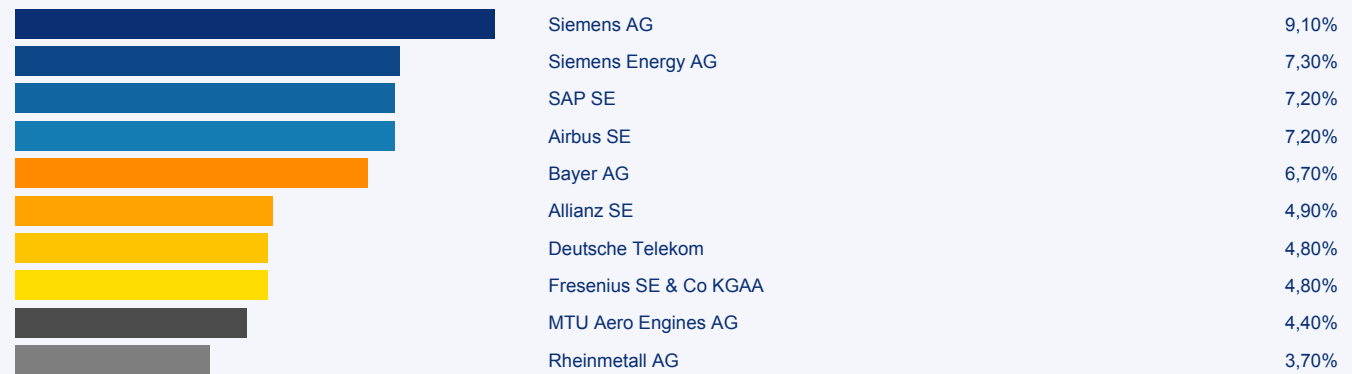 Siemens AG 9,10%
Siemens Energy AG 7,30%
SAP SE 7,20%
Airbus SE 7,20%
Bayer AG 6,70%
Allianz SE 4,90%
Deutsche Telekom 4,80%
Fresenius SE & Co KGAA 4,80%
MTU Aero Engines AG 4,40%
Rheinmetall AG 3,70%